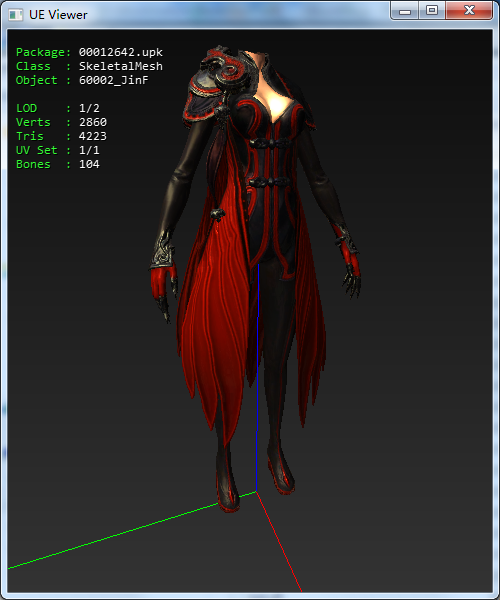 UE Viewer
Package: 00012642.upk
Class : SkeletalMesh
Object : 60002_JinF
LOD : 1/2
Verts : 2860
Tris : 4223
UV Set : 1/1
Bones : 104